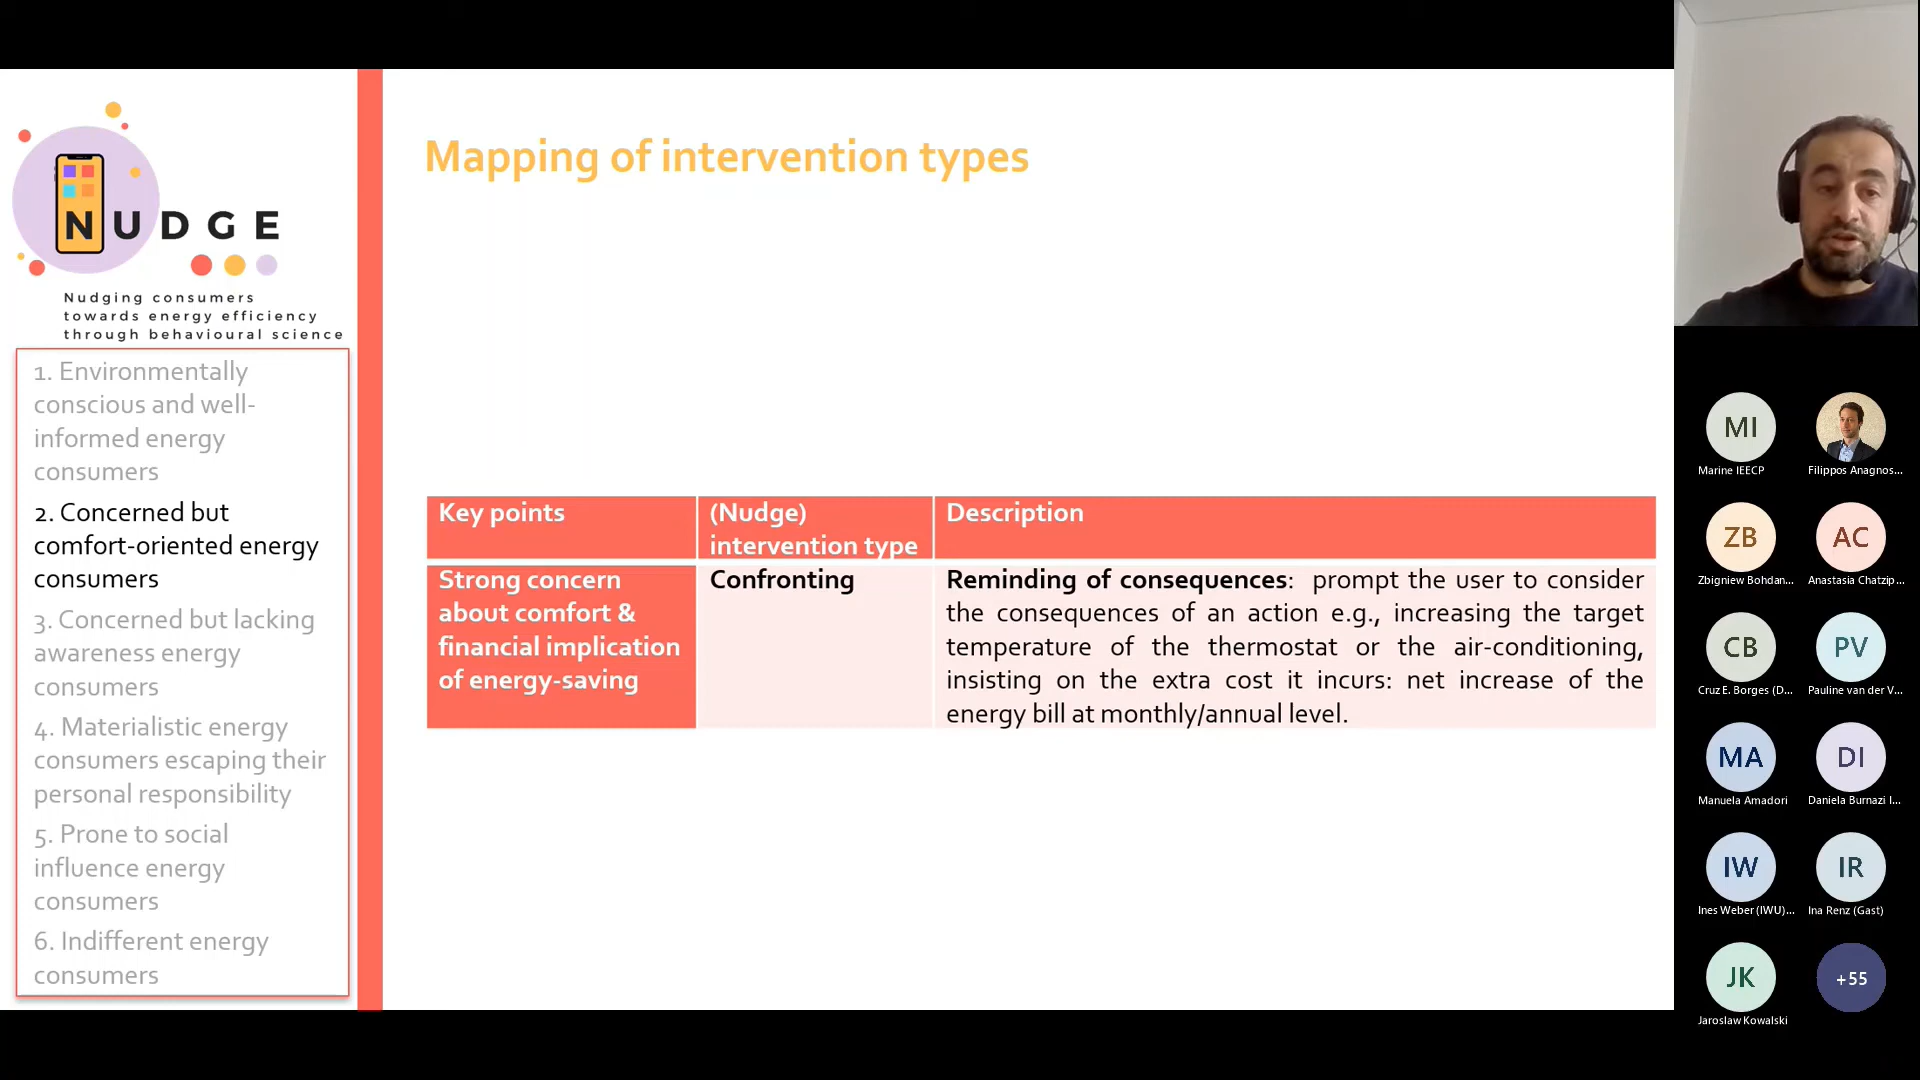 NUDGE
Nudging consumers
towards energy efficiency
through behavioural science
1. Environmentally
conscious and well-
informed energy
consumers
2. Concerned but
comfort-oriented energy
consumers
3. Concerned but lacking
awareness energy
consumers
4. Materialistic energy
consumers escaping their
personal responsibility
5. Prone to social
influence energy
consumers
6. Indifferent energy
consumers
Mapping of intervention types
Key points
(Nudge)
intervention type
Description
Strong concern
about comfort &
financial implication
of energy-saving
Confronting
Reminding of consequences: prompt the user to consider
the consequences of an action e.g., increasing the target
temperature of the thermostat or the air-conditioning,
insisting on the extra cost it incurs: net increase of the
energy bill at monthly/annual level.
MI
Marine IEECP
Filippos Anagnos...
ZB
Zbigniew Bohdan...
AC
Anastasia Chatzip...
CB
Cruz E. Borges (D...
PV
Pauline van der V...
MA
Manuela Amadori
DI
Daniela Burnazi I...
IW
Ines Weber (IWU)...
IR
Ina Renz (Gast)
JK
Jaroslaw Kowalski
+55